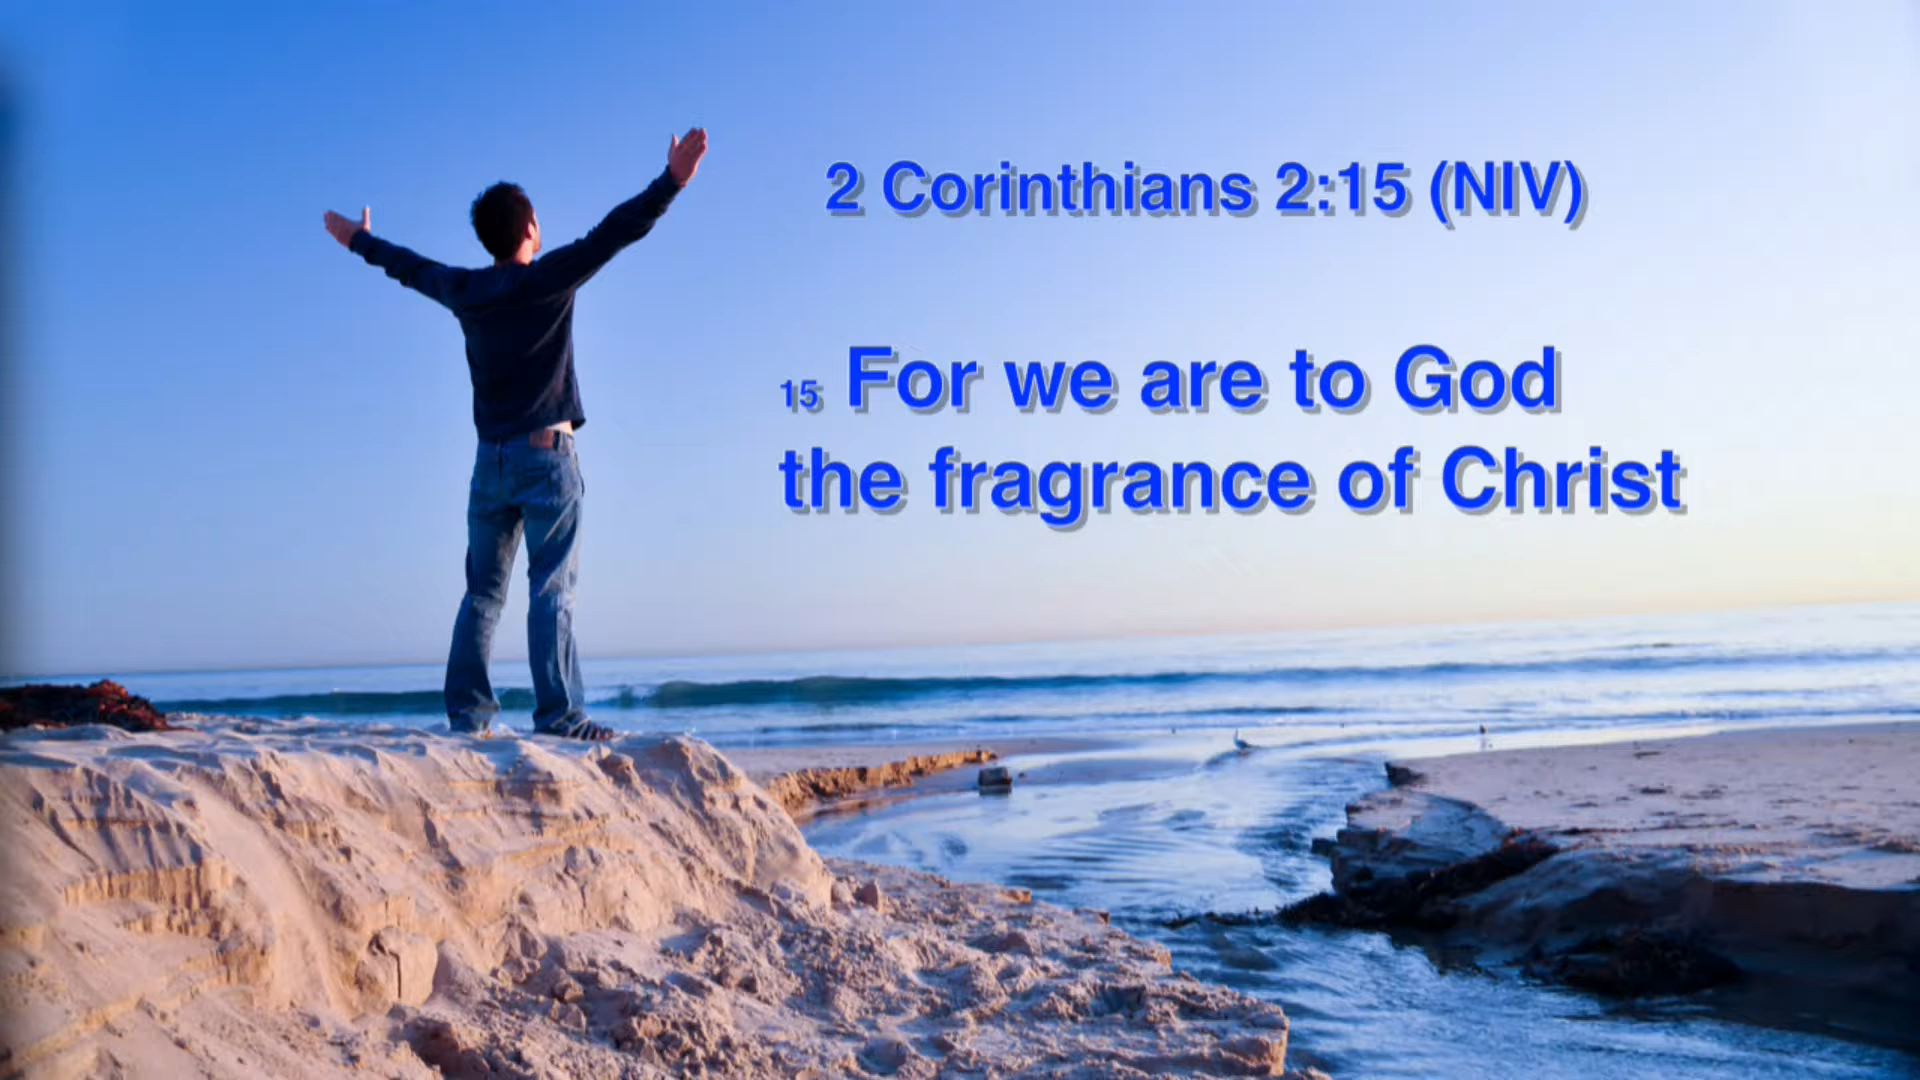 2 Corinthians 2:15 (NIV)
15 For we are to God
the fragrance of Christ